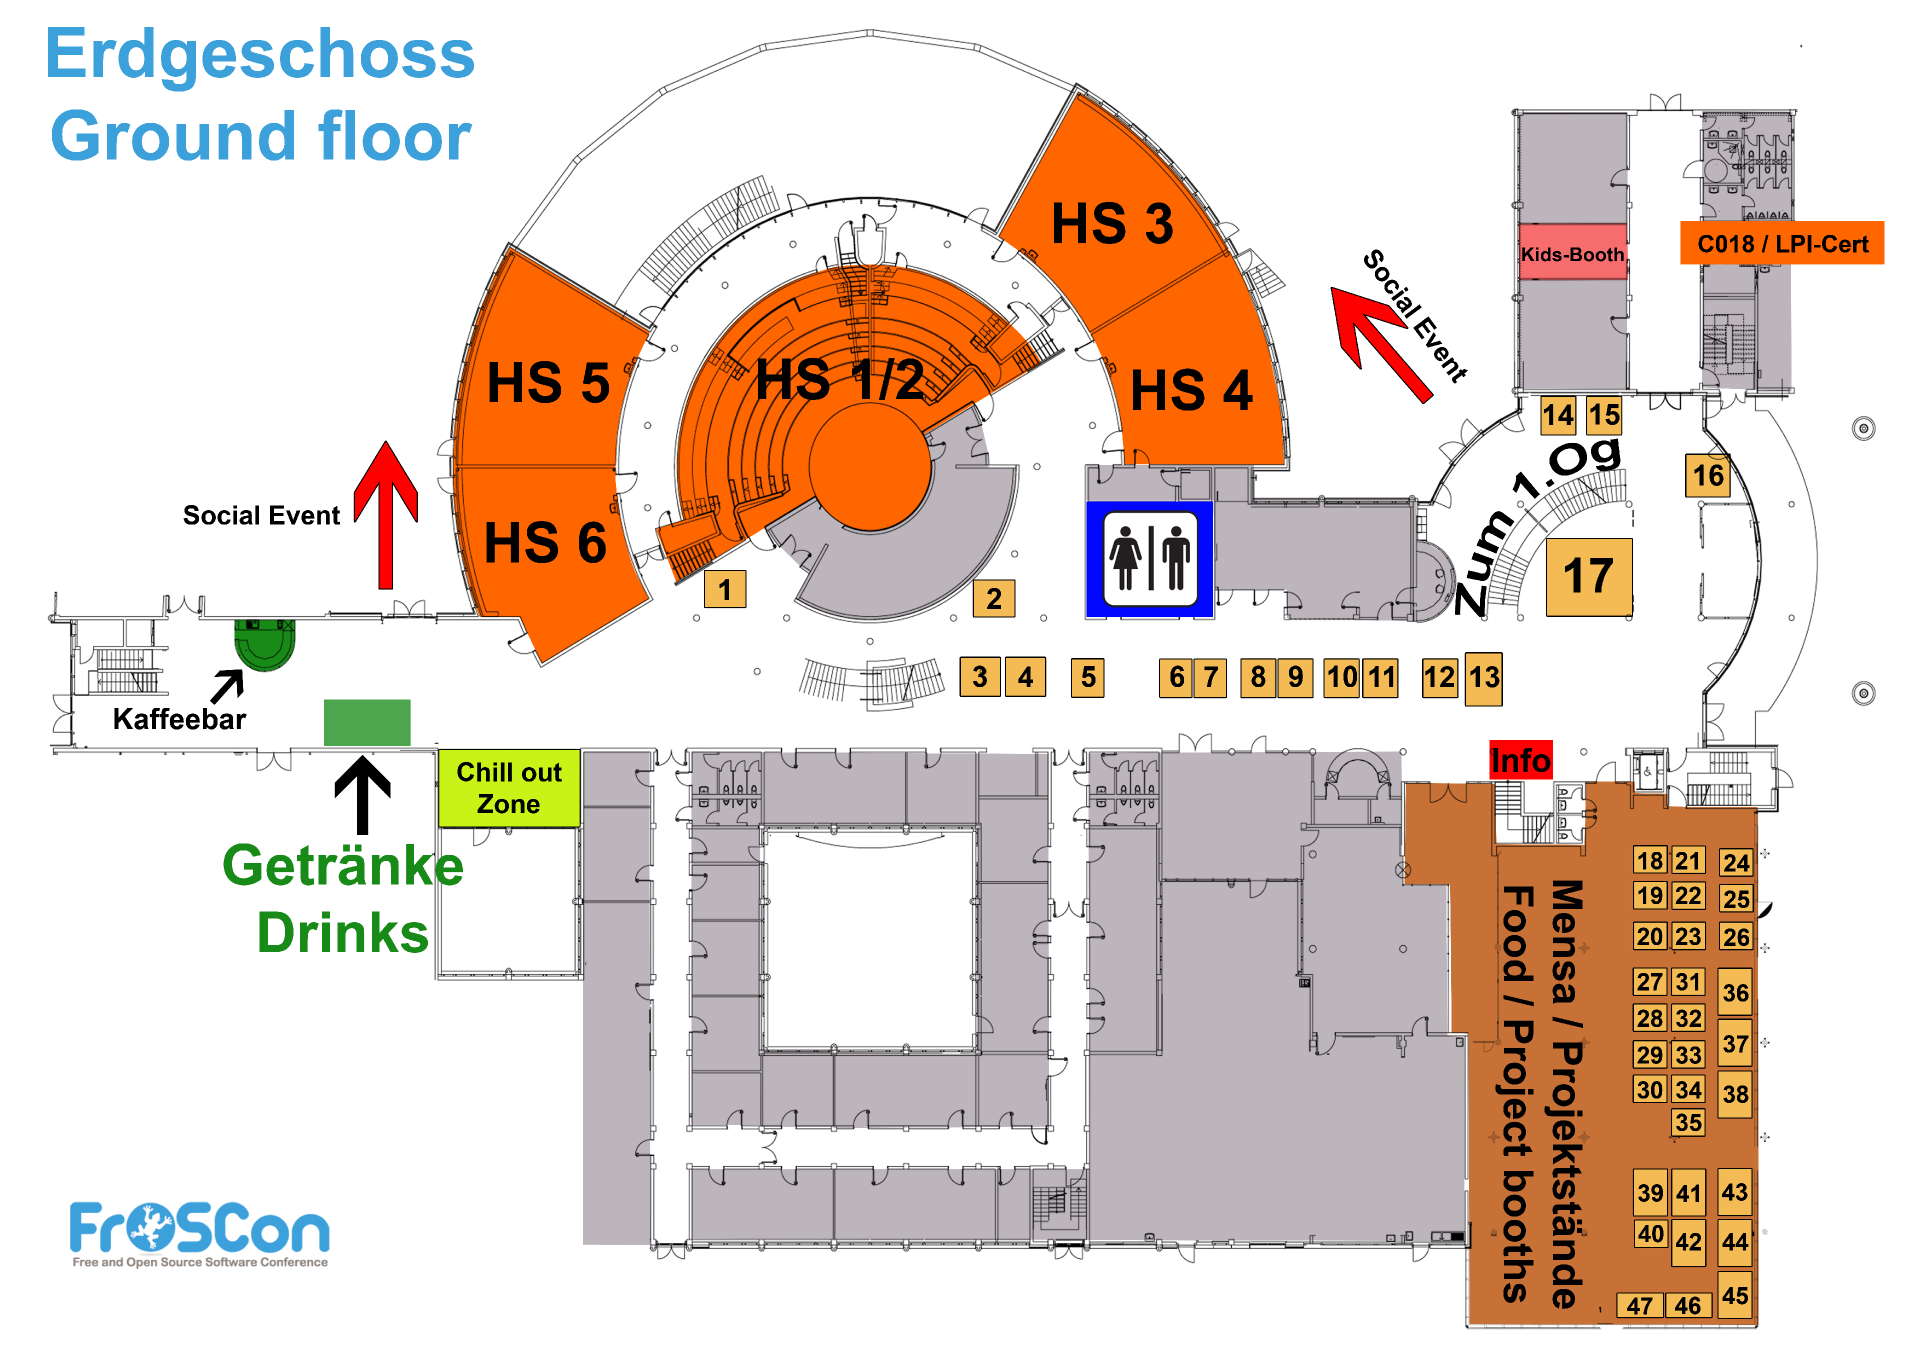 Erdgeschoss
Ground floor
HS 3
HS 4
HS 5
HS 6
HS 1/2
Social Event
Social Event
Kids-Booth
C018 / LPI-Cert
14
15
16
Zum 1.Og
17
1
2
3
4
5
6
7
8
9
10
11
12
13
Kaffeebar
Getränke
Drinks
Chill out
Zone
Info
Mensa / Projektstände
Food / Project booths
18
21
24
19
22
25
20
23
26
27
31
36
28
32
37
29
33
30
34
38
35
39
41
43
40
42
44
45
47
46
FrOSCon
Free and Open Source Software Conference